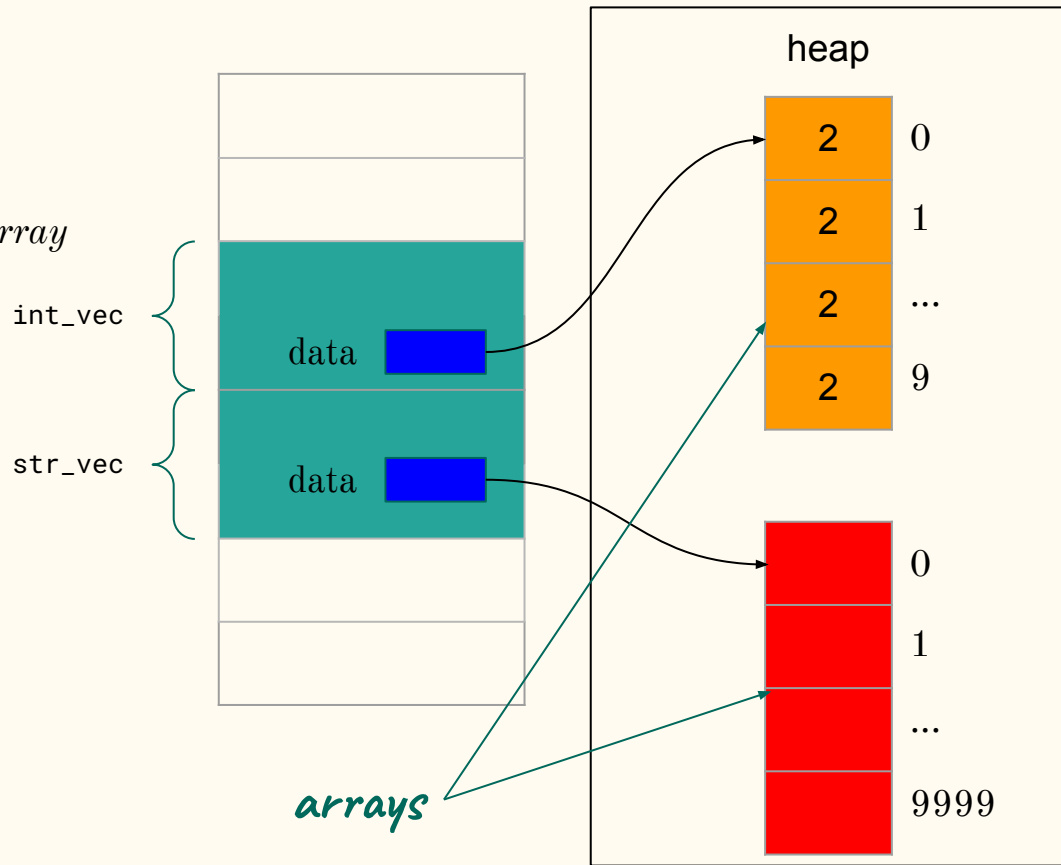 heap
2 0
2 1
rray
int_vec
2 ...
data
2 9
str_vec
data
0
1
...
arrays
9999